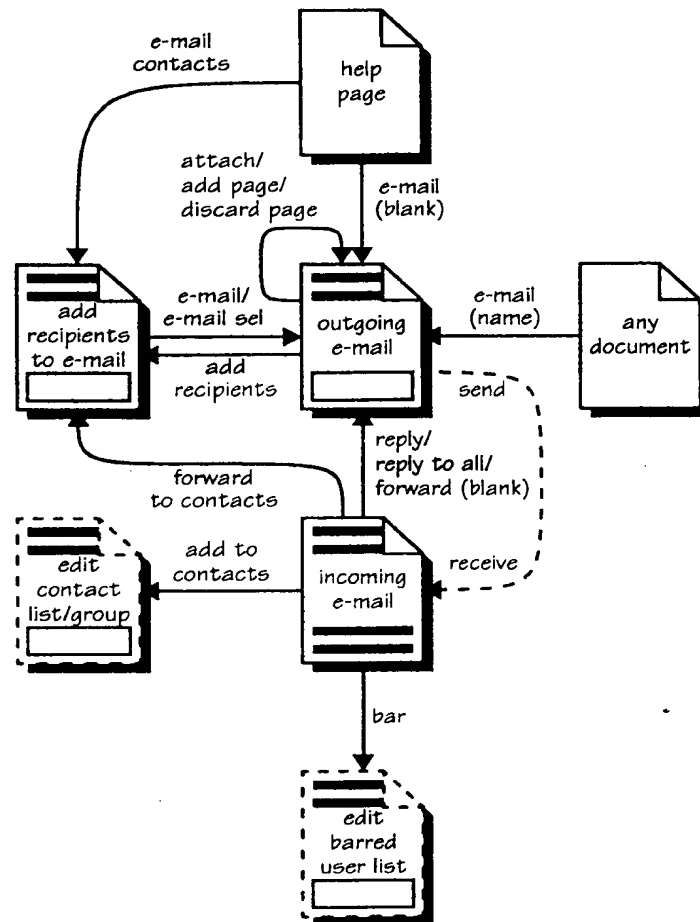 e-mail
contacts
help
page
attach/
add page/
discard page
e-mail
(blank)
add
recipients
to e-mail
e-mail/
e-mail sel
add
recipients
outgoing
e-mail
e-mail
(name)
any
document
send
forward
to contacts
reply/
reply to all/
forward (blank)
edit
contact
list/group
add to
contacts
incoming
e-mail
receive
bar
edit
barred
user list